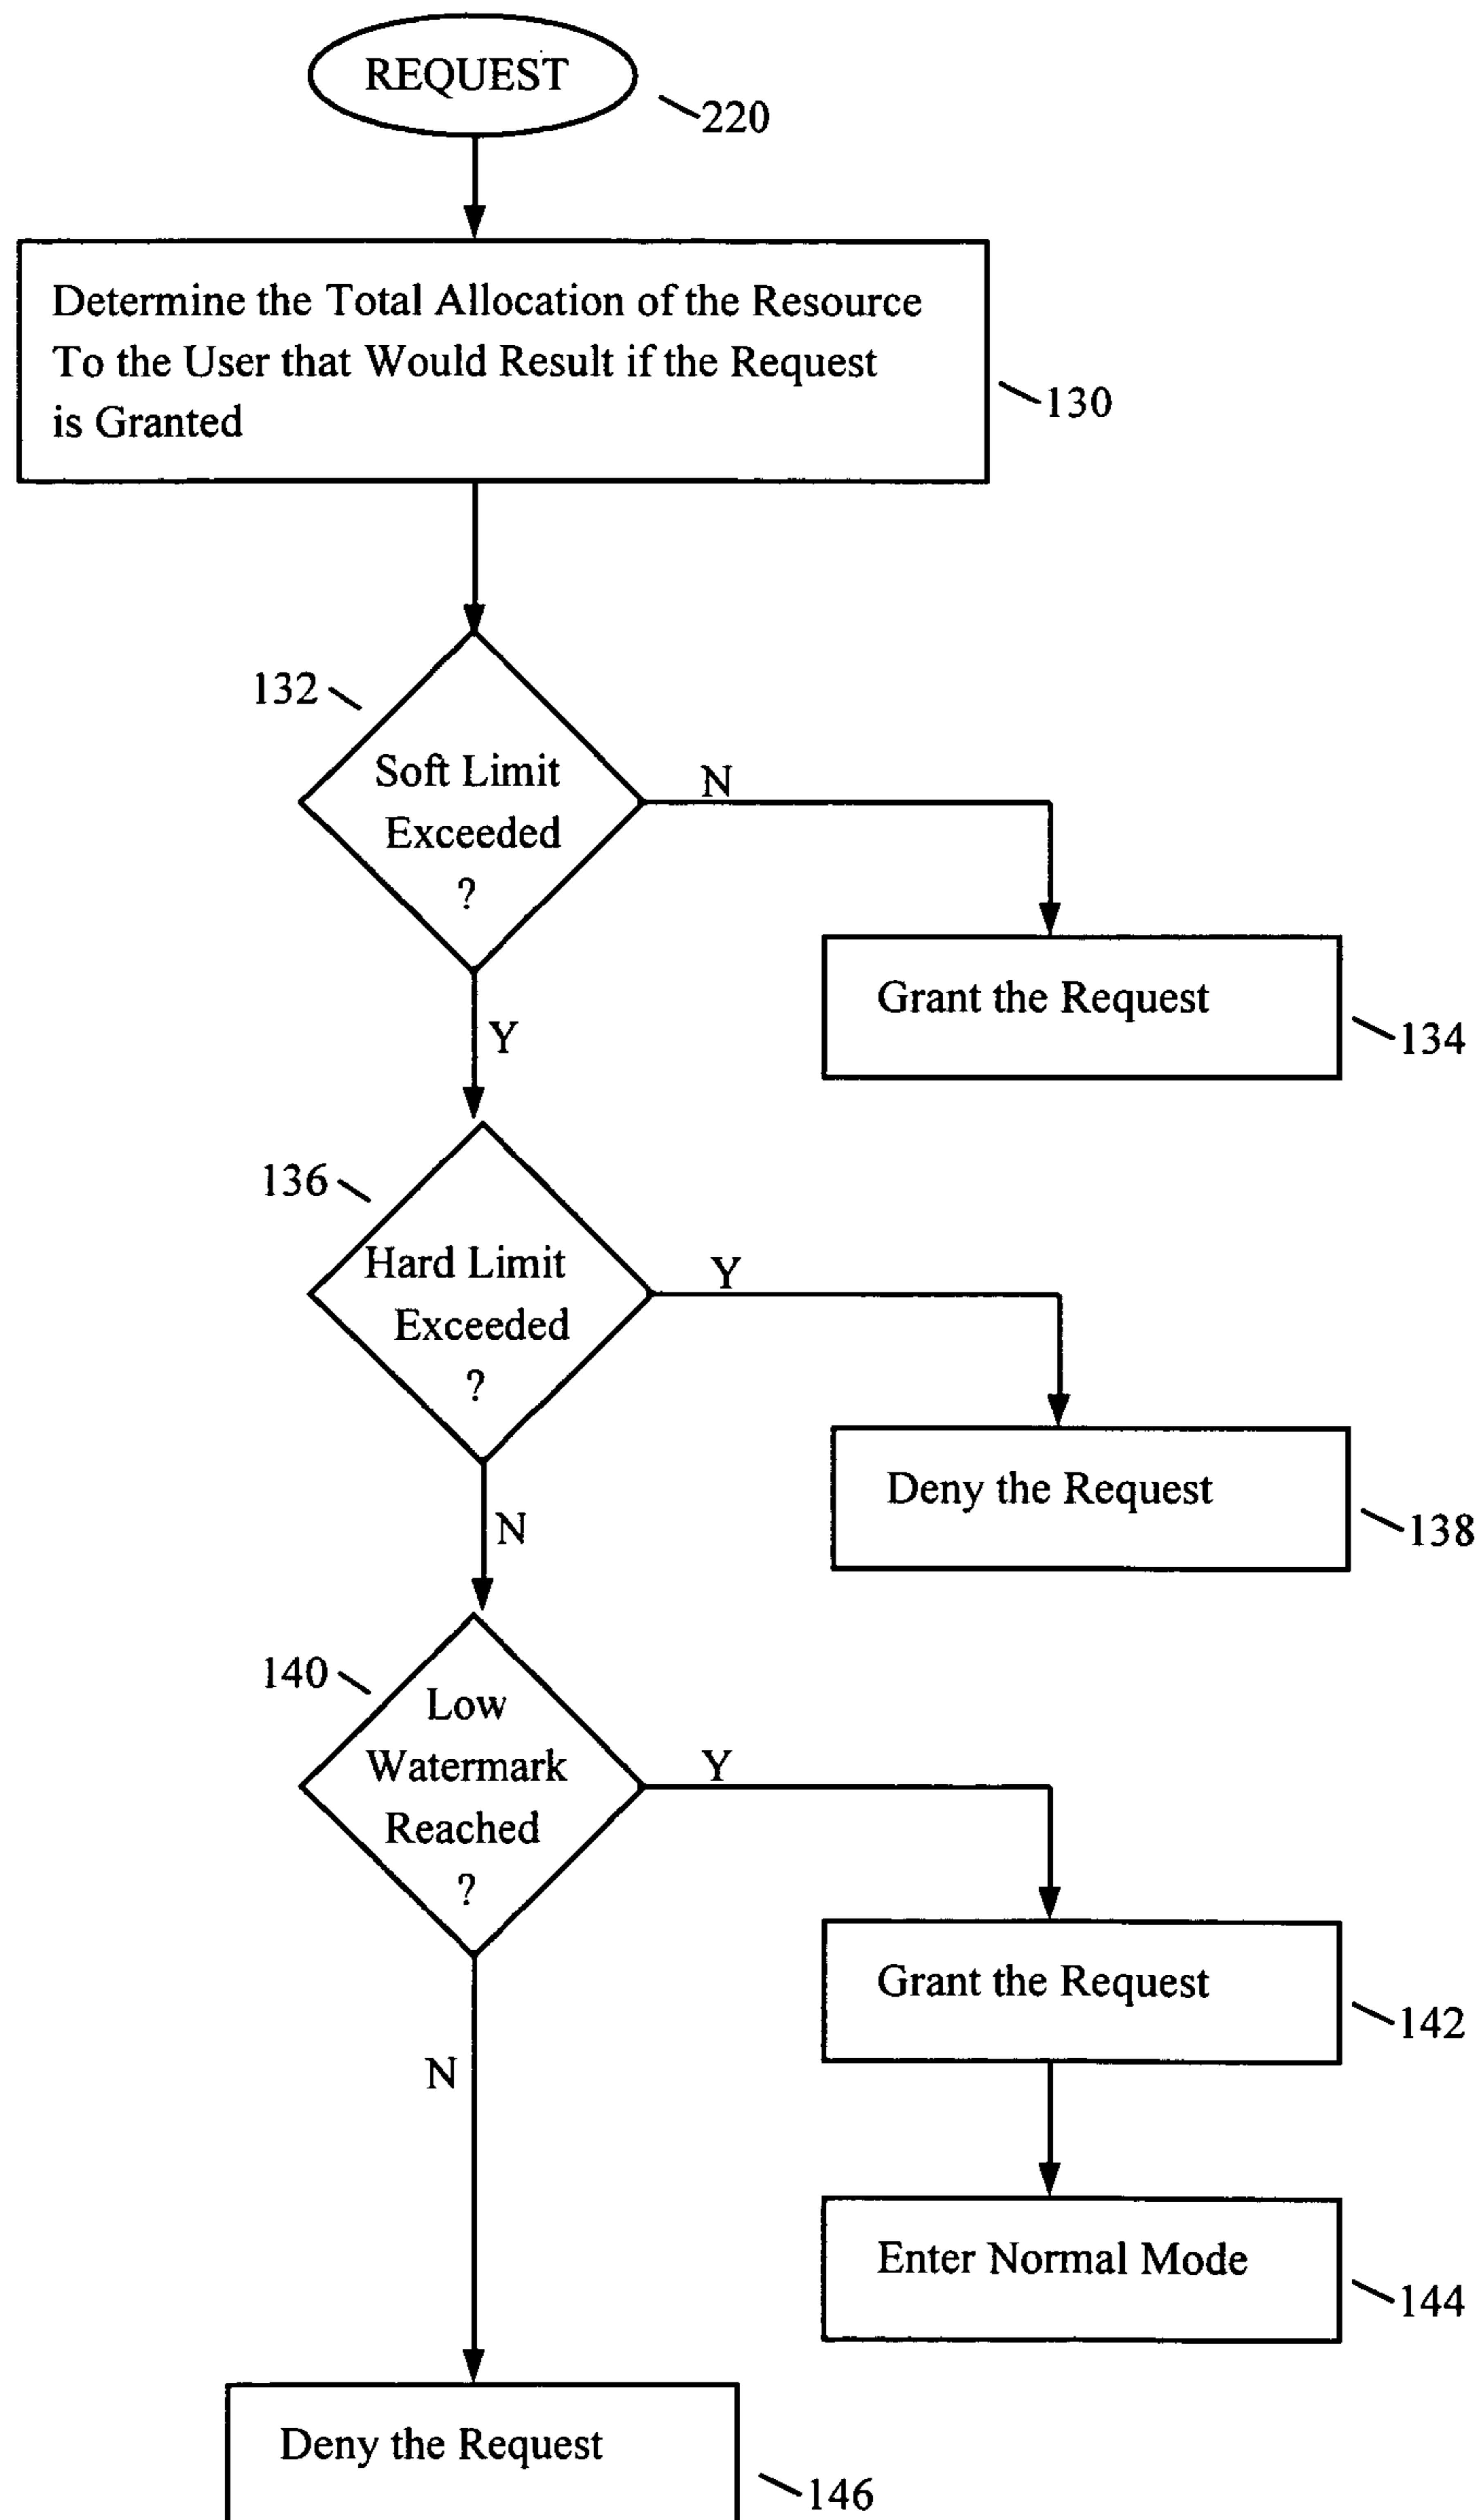 REQUEST
220
Determine the Total Allocation of the Resource
To the User that Would Result if the Request
is Granted
130
132
Soft Limit
Exceeded
?
N
Y
Grant the Request
134
136
Hard Limit
Exceeded
?
Y
N
Deny the Request
138
140
Low
Watermark
Reached
?
Y
N
Grant the Request
142
Enter Normal Mode
144
Deny the Request
146